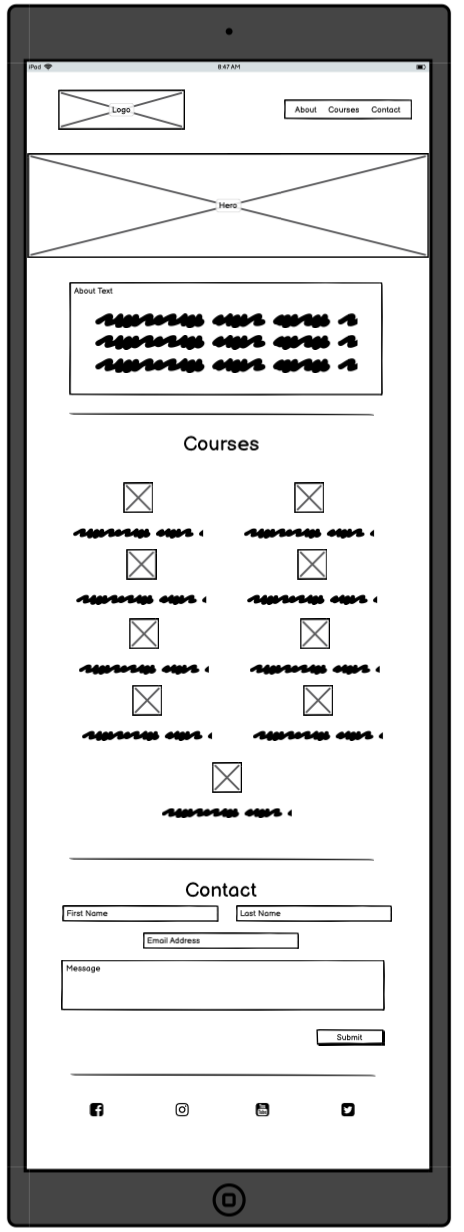 iPad 8:47 AM
Logo
About Courses Contact
Hero
About Text
Courses
Contact
First Name Last Name
Email Address
Message
Submit